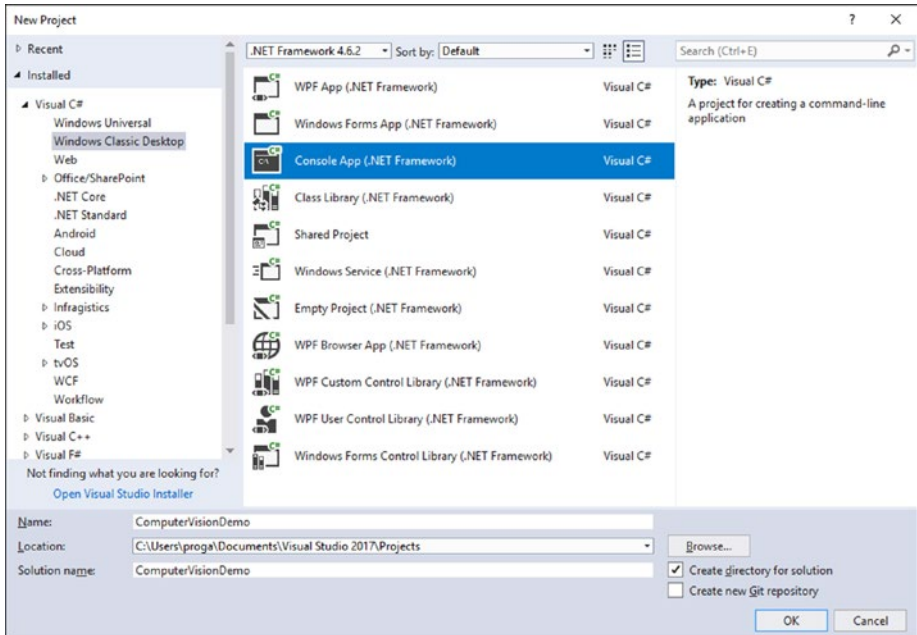 New Project
? ×
Recent
Installed
Visual C#
Windows Universal
Windows Classic Desktop
Web
Office/SharePoint
.NET Core
.NET Standard
Android
Cloud
Cross-Platform
Extensibility
Infragistics
iOS
Test
tvOS
WCF
Workflow
Visual Basic
Visual C++
Visual F#
Not finding what you are looking for?
Open Visual Studio Installer
.NET Framework 4.6.2 Sort by: Default
WPF App (.NET Framework) Visual C#
Windows Forms App (.NET Framework) Visual C#
Console App (.NET Framework) Visual C#
Class Library (.NET Framework) Visual C#
Shared Project Visual C#
Windows Service (.NET Framework) Visual C#
Empty Project (.NET Framework) Visual C#
WPF Browser App (.NET Framework) Visual C#
WPF Custom Control Library (.NET Framework) Visual C#
WPF User Control Library (.NET Framework) Visual C#
Windows Forms Control Library (.NET Framework) Visual C#
Search (Ctrl+E)
Type: Visual C#
A project for creating a command-line
application
Name: ComputerVisionDemo
Location: C:\Users\proga\Documents\Visual Studio 2017\Projects Browse...
Solution name: ComputerVisionDemo
Create directory for solution
Create new Git repository
OK Cancel